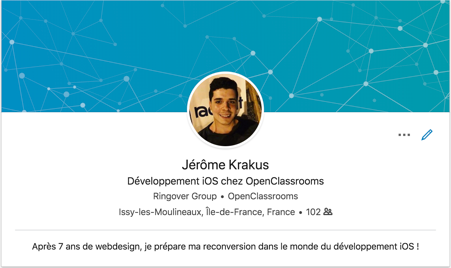 Jérôme Krakus
Développement iOS chez OpenClassrooms
Ringover Group • OpenClassrooms
Issy-les-Moulineaux, Île-de-France, France • 102
Après 7 ans de webdesign, je prépare ma reconversion dans le monde du développement iOS !